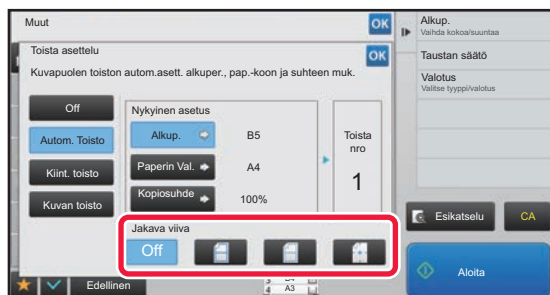 Muut
OK
Toista asettelu
OK
Kuvapuolen toiston autom.asett. alkuper., pap.-koon ja suhteen muk.
Off
Autom. Toisto
Kiint. toisto
Kuvan toisto
Nykyinen asetus
Alkup.
B5
Paperin Val.
A4
Kopiosuhde
100%
Toista
nro
1
Jakava viiva
Off
Edellinen
4 A3
Alkup.
Vaihda kokoa/suuntaa
Taustan säätö
Valotus
Valitse tyyppi/valotus
Esikatselu
CA
Aloita